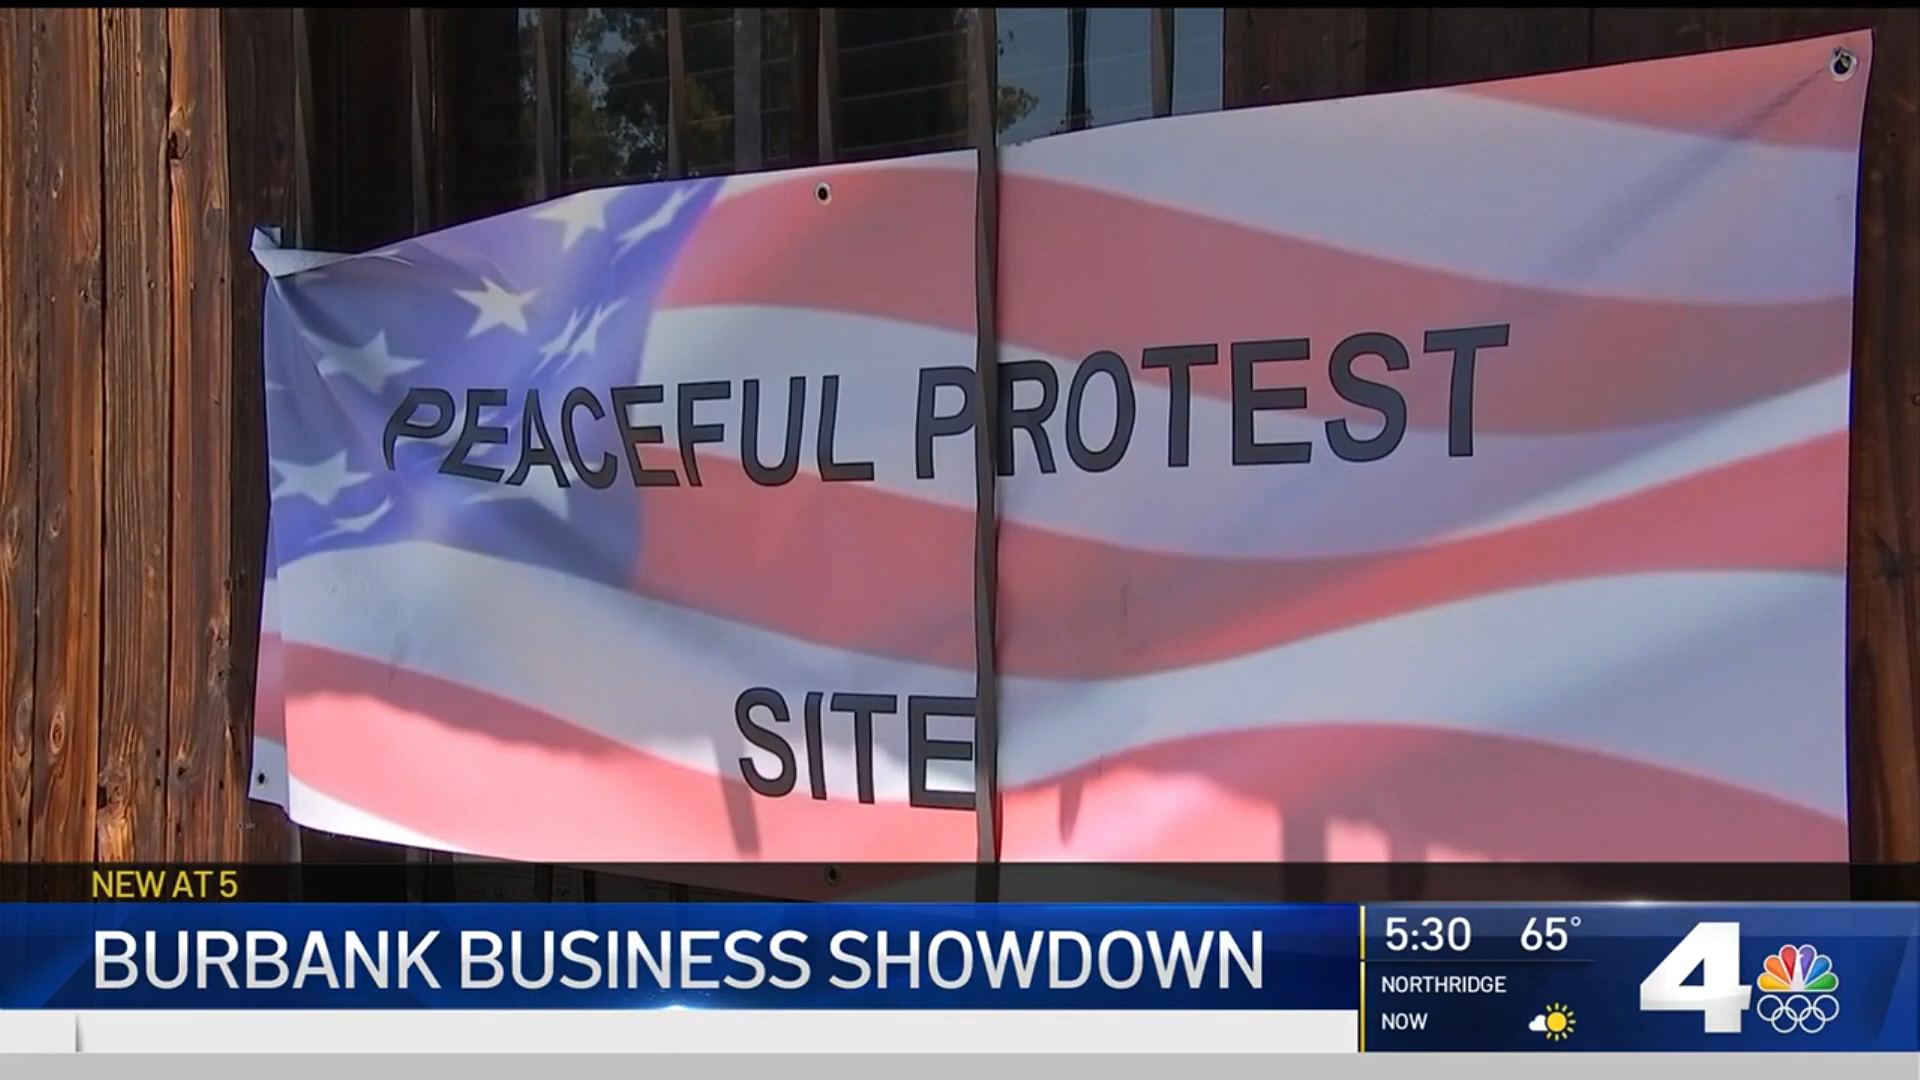 PEACEFUL PROTEST
SITE
NEW AT 5
BURBANK BUSINESS SHOWDOWN
5:30 65°
NORTHRIDGE
NOW
4